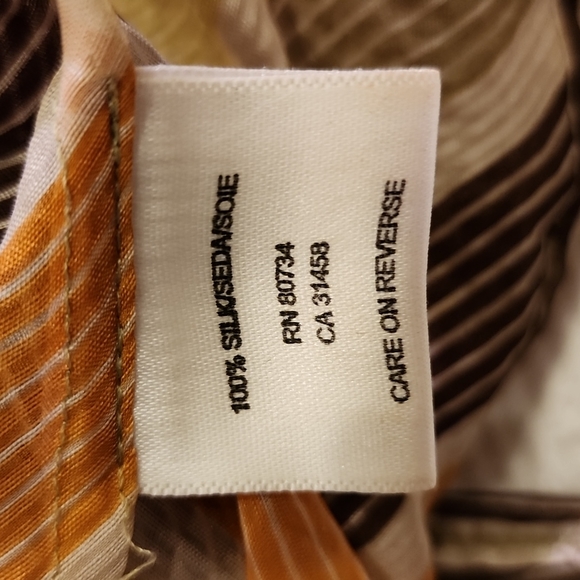 100% SILK/SEDA/SOIE
RN 80734
CA 31458
CARE ON REVERSE